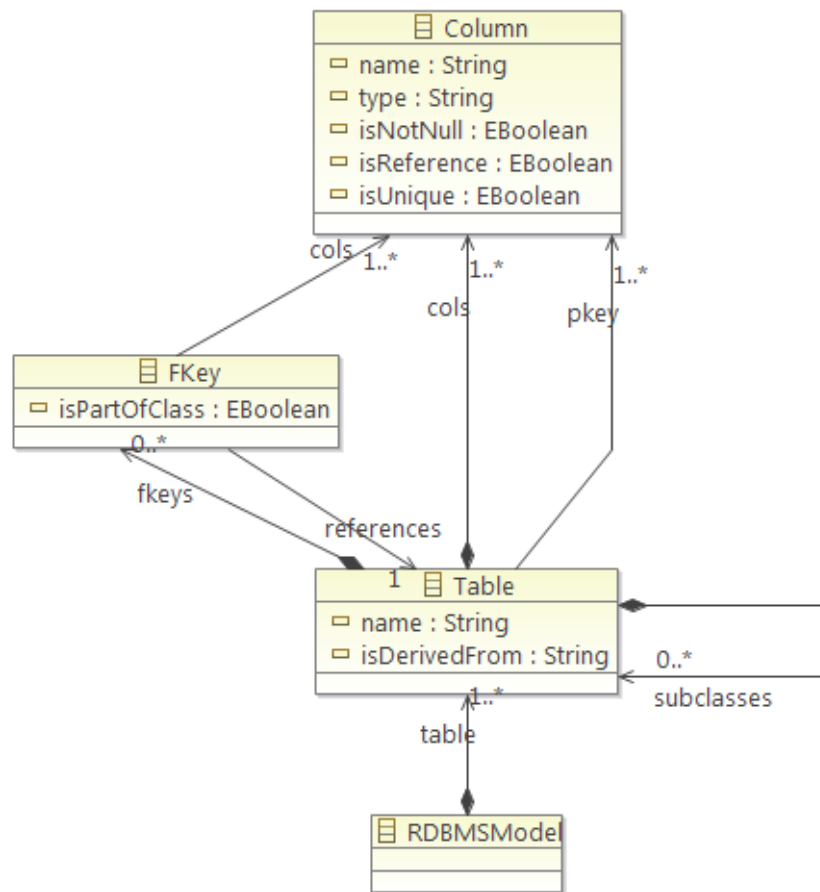 Column
name : String
type : String
isNotNull : EBoolean
isReference : EBoolean
isUnique : EBoolean
cols
1..*
1..*
1..*
cols
pkey
FKey
isPartOfClass : EBoolean
0..*
fkeys
references
1
Table
name : String
isDerivedFrom : String
0..*
subclasses
1..*
table
RDBMSModel